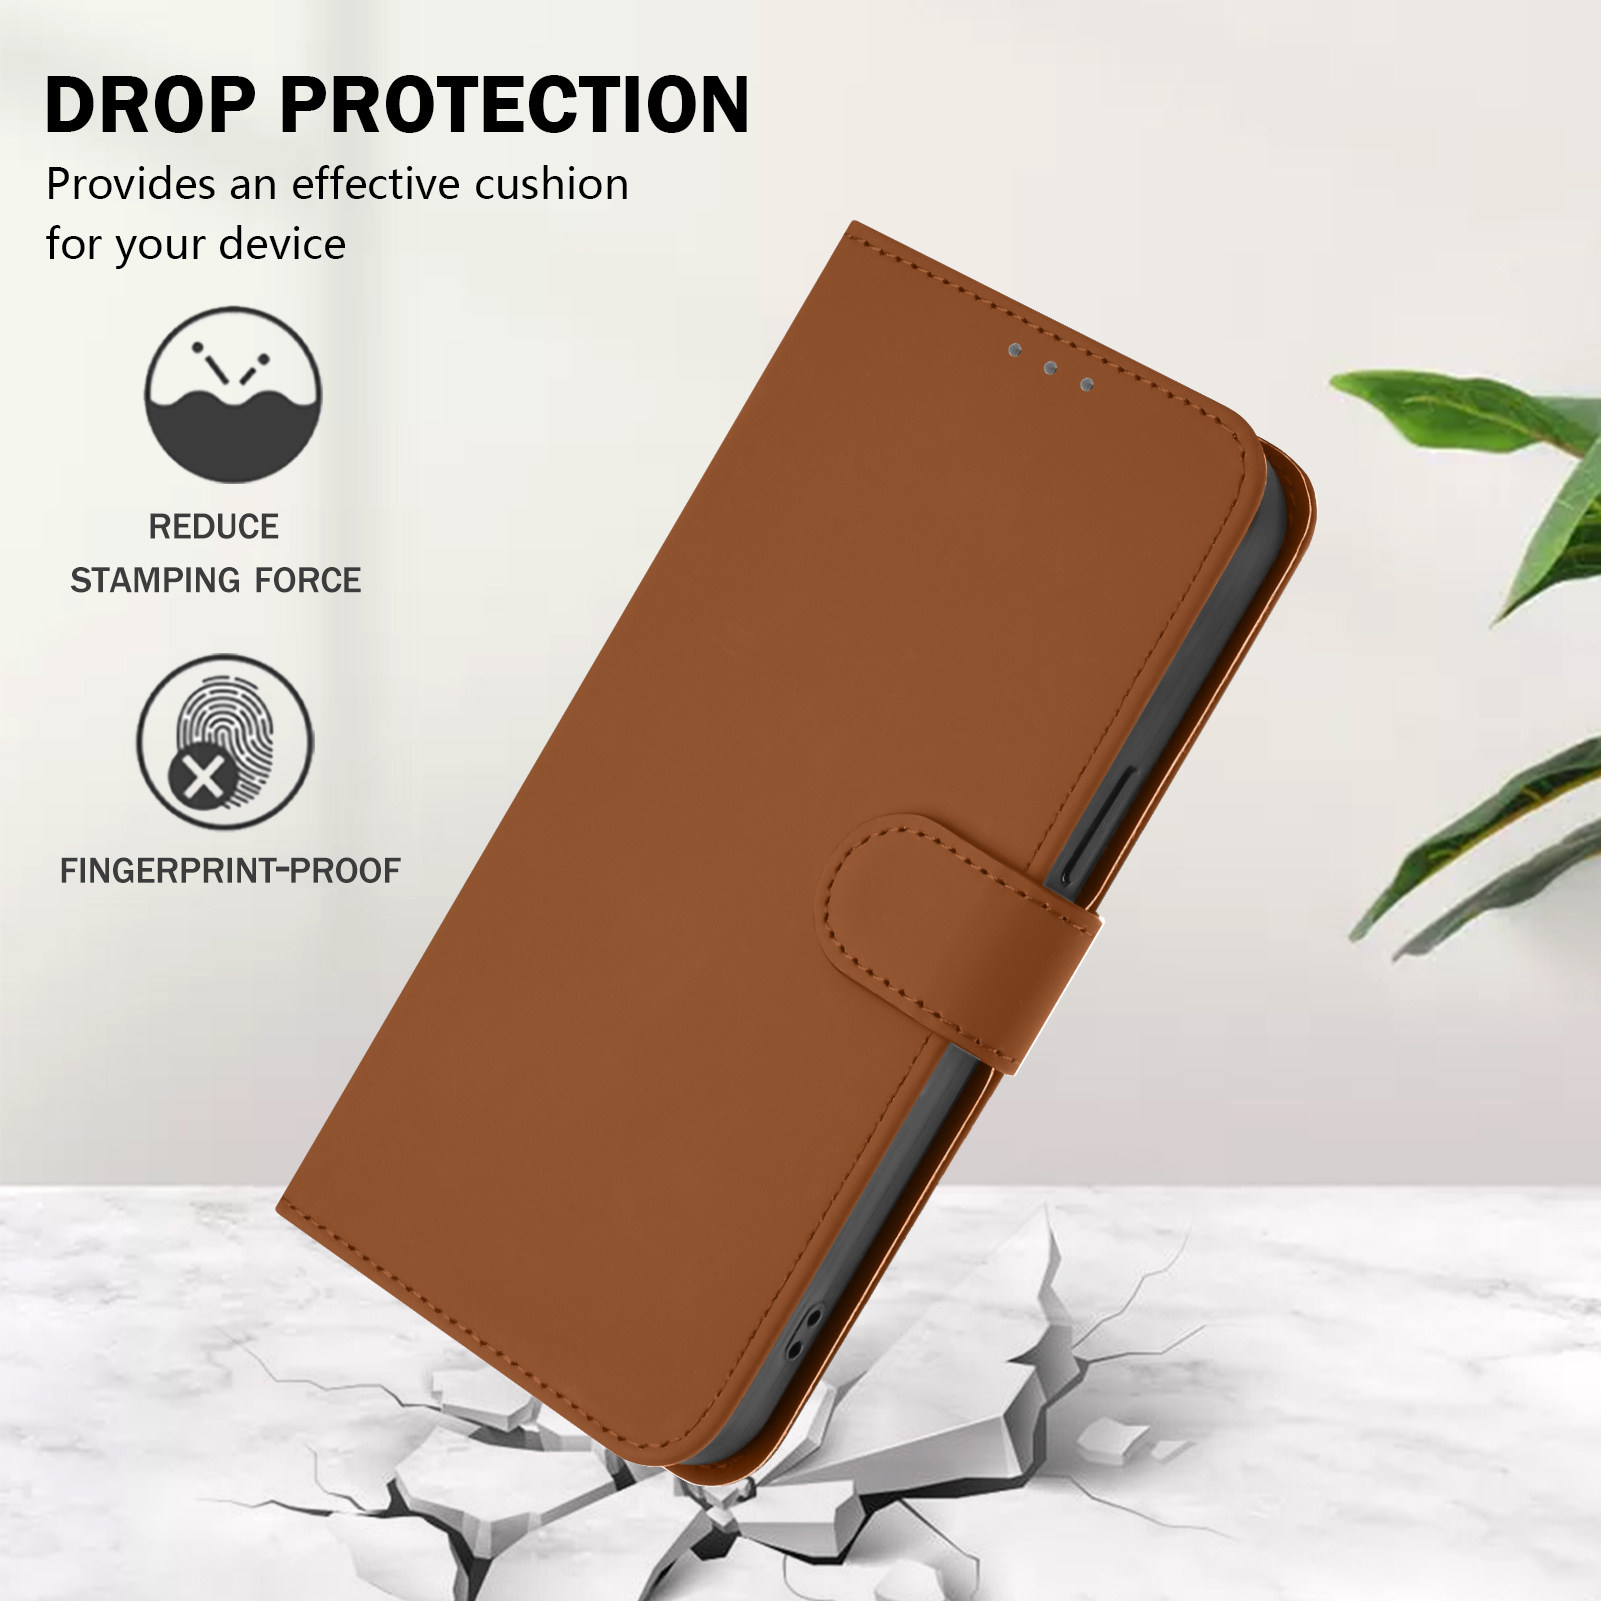 DROP PROTECTION
Provides an effective cushion
for your device
REDUCE
STAMPING FORCE
FINGERPRINT-PROOF